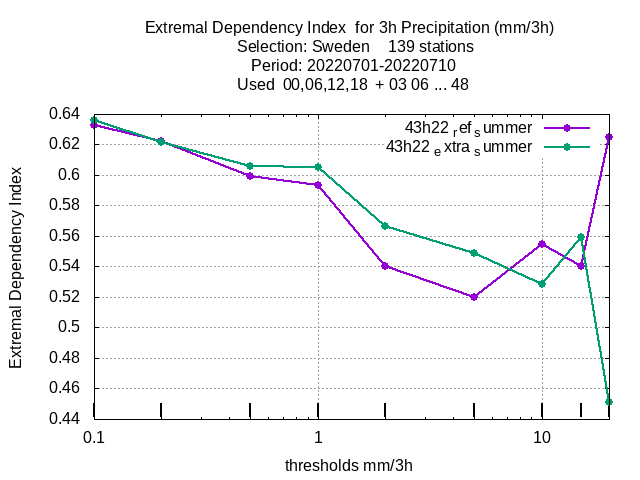 Extremal Dependency Index for 3h Precipitation (mm/3h)
Selection: Sweden 139 stations
Period: 20220701-20220710
Used 00,06,12,18 + 03 06 ... 48
43h22 ref summer
43h22 extra summer
0.64
0.62
0.6
0.58
0.56
0.54
0.52
0.5
0.48
0.46
0.44
Extremal Dependency Index
0.1 1 10
thresholds mm/3h